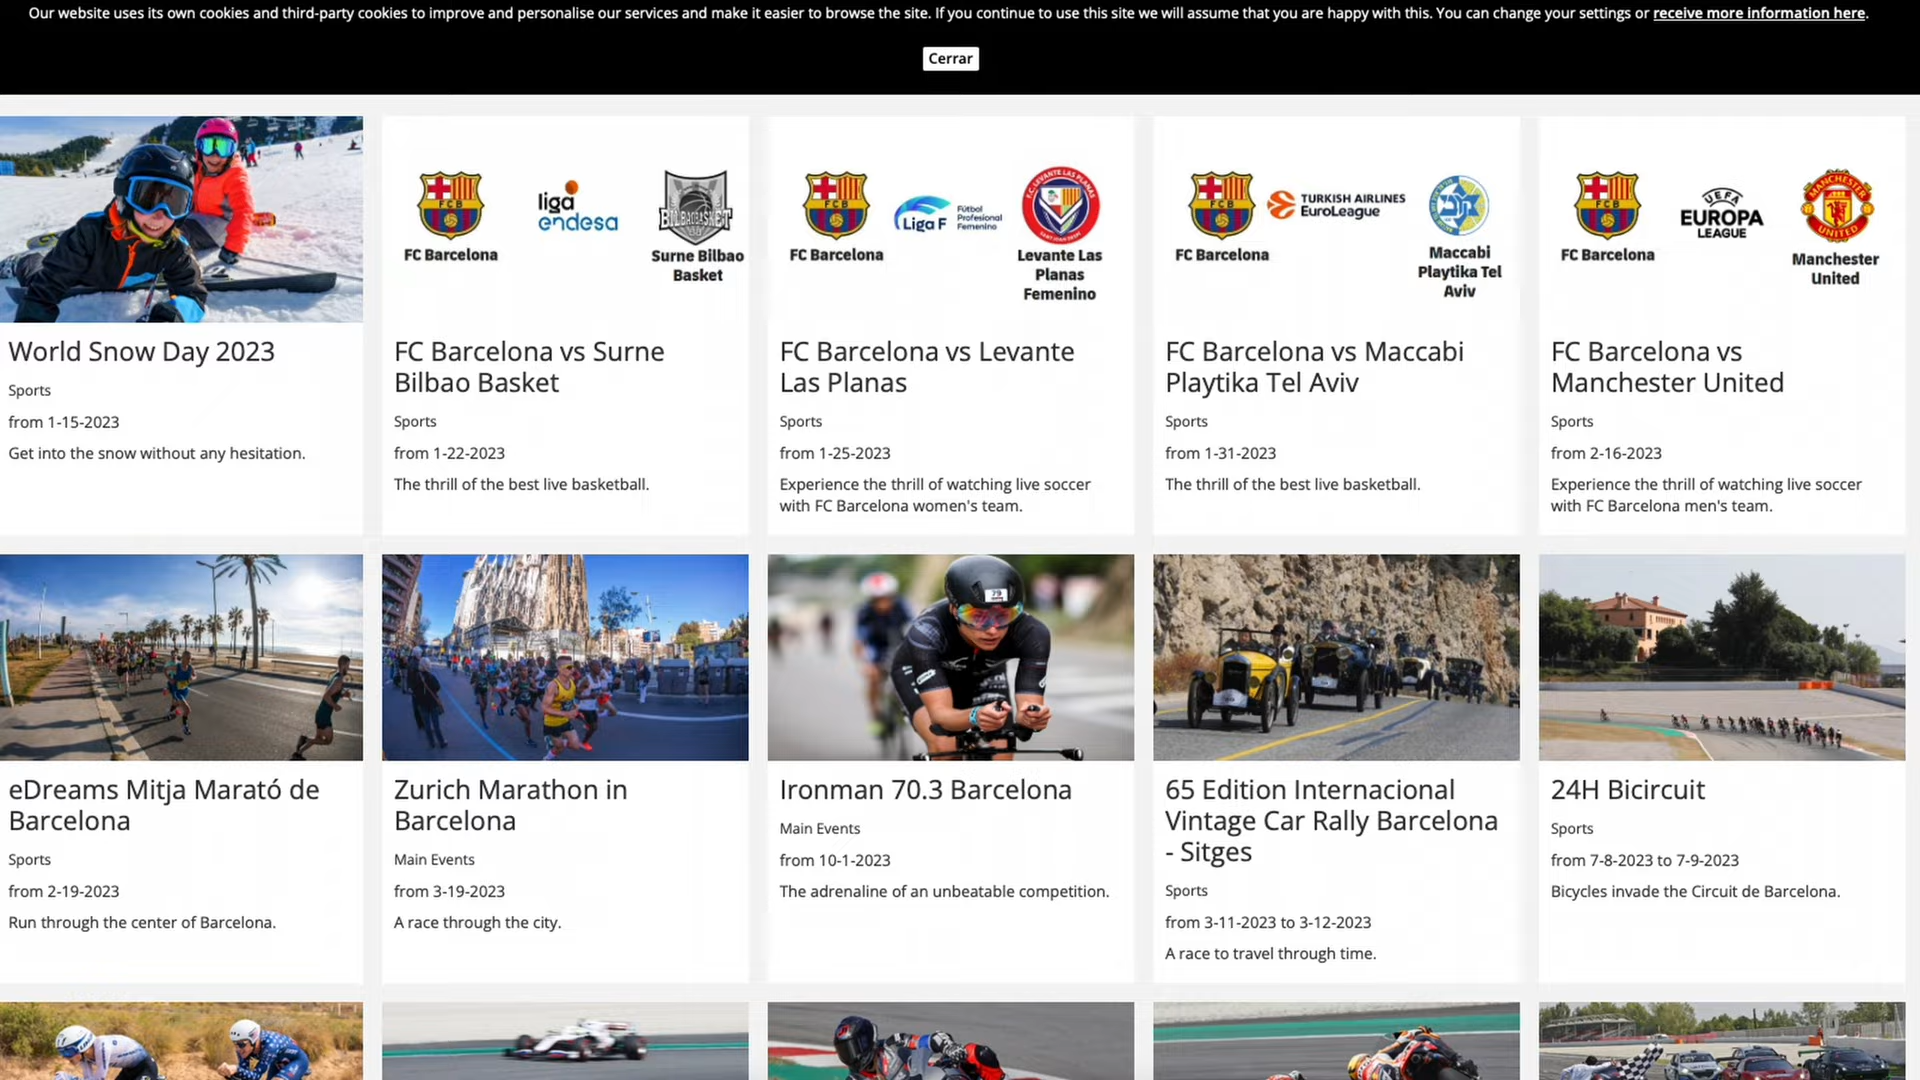 Our website uses its own cookies and third-party cookies to improve and personalise our services and make it easier to browse the site. If you continue to use this site we will assume that you are happy with this. You can change your settings or receive more information here.
Cerrar
World Snow Day 2023
Sports
from 1-15-2023
Get into the snow without any hesitation.
FCB
FC Barcelona
liga
endesa
BILBAOBASKET
Surne Bilbao
Basket
FC Barcelona vs Surne
Bilbao Basket
Sports
from 1-22-2023
The thrill of the best live basketball.
FCB
FC Barcelona
Liga F
Fútbol
Profesional
Femenino
Levante Las
Planas
Femenino
FC Barcelona vs Levante
Las Planas
Sports
from 1-25-2023
Experience the thrill of watching live soccer
with FC Barcelona women's team.
FCB
FC Barcelona
TURKISH AIRLINES
EuroLeague
Maccabi
Playtika Tel
Aviv
FC Barcelona vs Maccabi
Playtika Tel Aviv
Sports
from 1-31-2023
The thrill of the best live basketball.
FCB
FC Barcelona
UEFA
EUROPA
LEAGUE
MANCHESTER
UNITED
Manchester
United
FC Barcelona vs
Manchester United
Sports
from 2-16-2023
Experience the thrill of watching live soccer
with FC Barcelona men's team.
eDreams Mitja Marató de
Barcelona
Sports
from 2-19-2023
Run through the center of Barcelona.
Zurich Marathon in
Barcelona
Main Events
from 3-19-2023
A race through the city.
79
Ironman 70.3 Barcelona
Main Events
from 10-1-2023
The adrenaline of an unbeatable competition.
65 Edition Internacional
Vintage Car Rally Barcelona
- Sitges
Sports
from 3-11-2023 to 3-12-2023
A race to travel through time.
24H Bicircuit
Sports
from 7-8-2023 to 7-9-2023
Bicycles invade the Circuit de Barcelona.